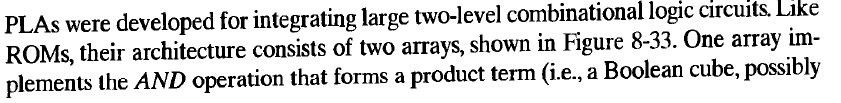 PLAs were developed for integrating large two-level combinational logic circuits. Like
ROMs, their architecture consists of two arrays, shown in Figure 8-33. One array im-
plements the AND operation that forms a product term (i.e., a Boolean cube, possibly